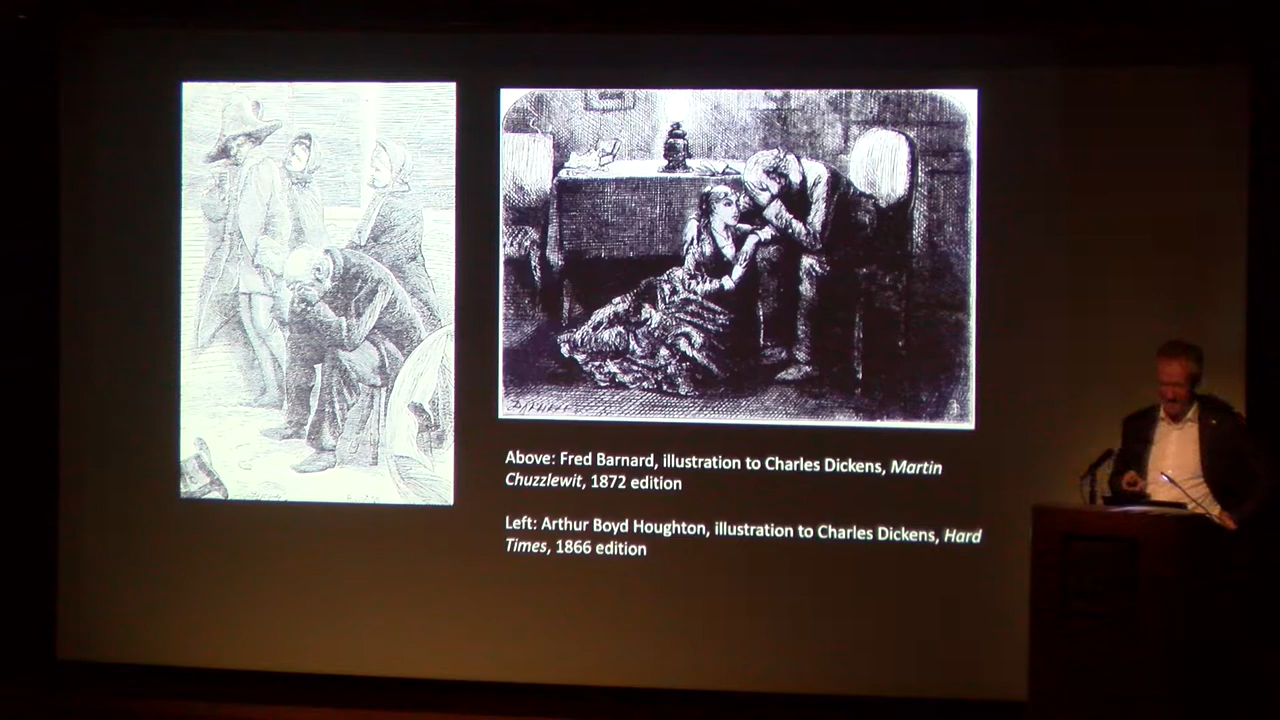 Above: Fred Barnard, illustration to Charles Dickens, Martin
Chuzzlewit, 1872 edition
Left: Arthur Boyd Houghton, illustration to Charles Dickens, Hard
Times, 1866 edition